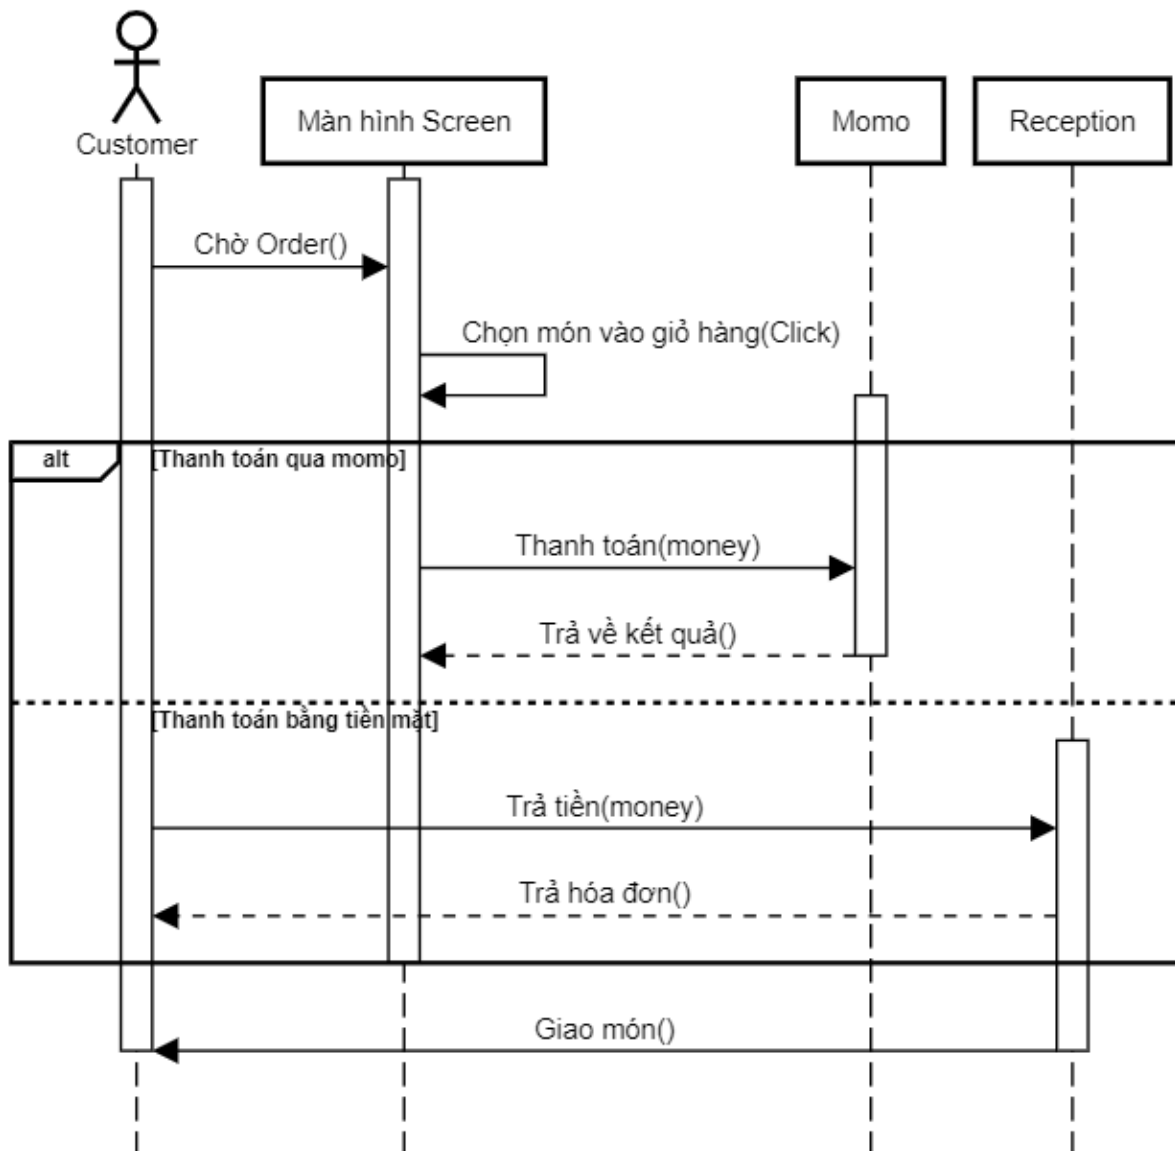 Customer
Màn hình Screen
Momo
Reception
Chờ Order()
Chọn món vào giỏ hàng(Click)
alt
[Thanh toán qua momo]
Thanh toán(money)
Trả về kết quả()
[Thanh toán bằng tiền mặt]
Trả tiền(money)
Trả hóa đơn()
Giao món()